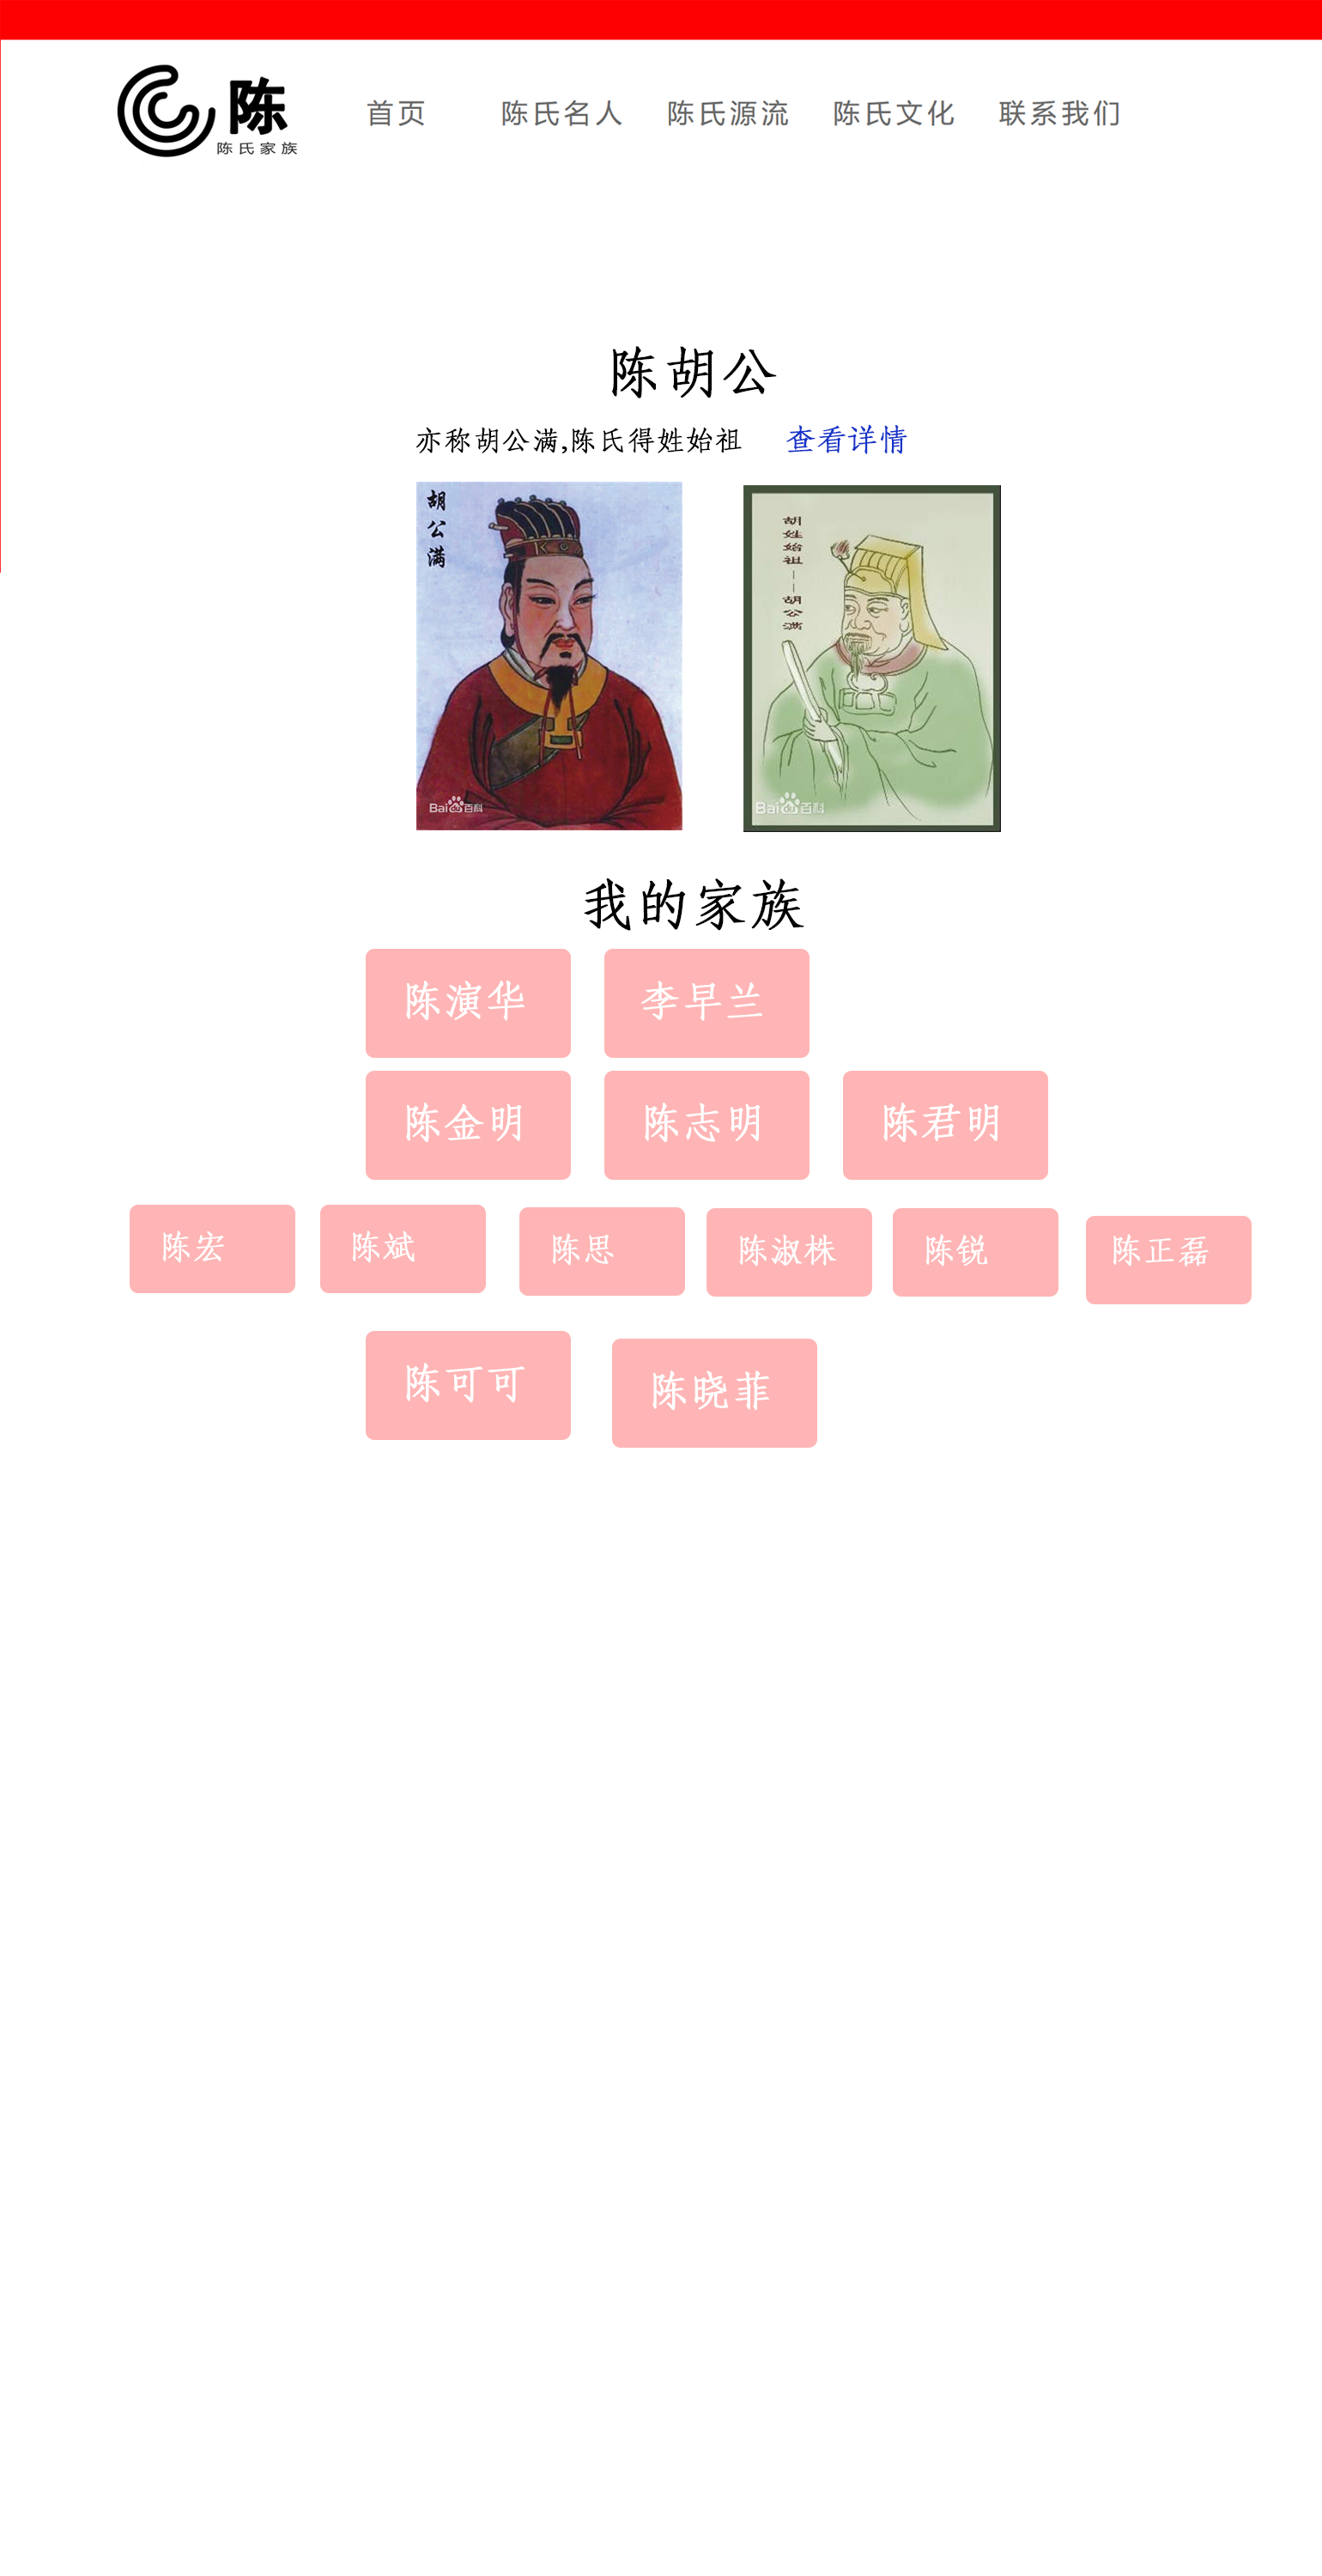 陈
陈氏家族
首页 陈氏名人 陈氏源流 陈氏文化 联系我们
陈胡公
亦称胡公满,陈氏得姓始祖 查看详情
胡公满
Bai百科
胡姓始祖——胡公满
Bai百科
我的家族
陈演华 李早兰
陈金明 陈志明 陈君明
陈宏 陈斌 陈思 陈淑株 陈锐 陈正磊
陈可可 陈晓菲